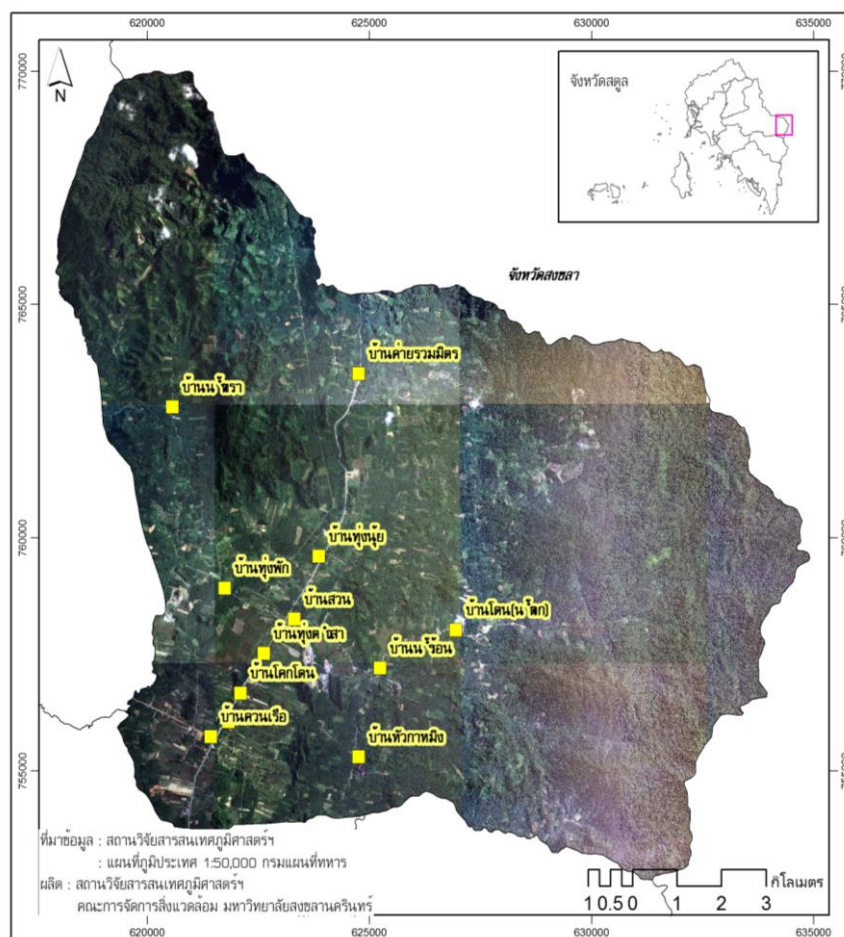 620000 625000 630000 635000
770000 770000
N
จังหวัดสตูล
จังหวัดสงขลา
765000 765000
บ้านค่ายรวมมิตร
760000 760000
บ้านทุ่งนุ้ย
บ้านทุ่งพัก
บ้านสวน
บ้านโคกโดน
บ้านควนเรือ
บ้านหัวกาหมิง
755000 755000
ที่มาข้อมูล : สถานวิจัยสารสนเทศภูมิศาสตร์ฯ
: แผนที่ภูมิประเทศ 1:50,000 กรมแผนที่ทหาร
ผลิต : สถานวิจัยสารสนเทศภูมิศาสตร์ฯ
คณะการจัดการสิ่งแวดล้อม มหาวิทยาลัยสงขลานครินทร์
กิโลเมตร
1 0.5 0 1 2 3
620000 625000 630000 635000